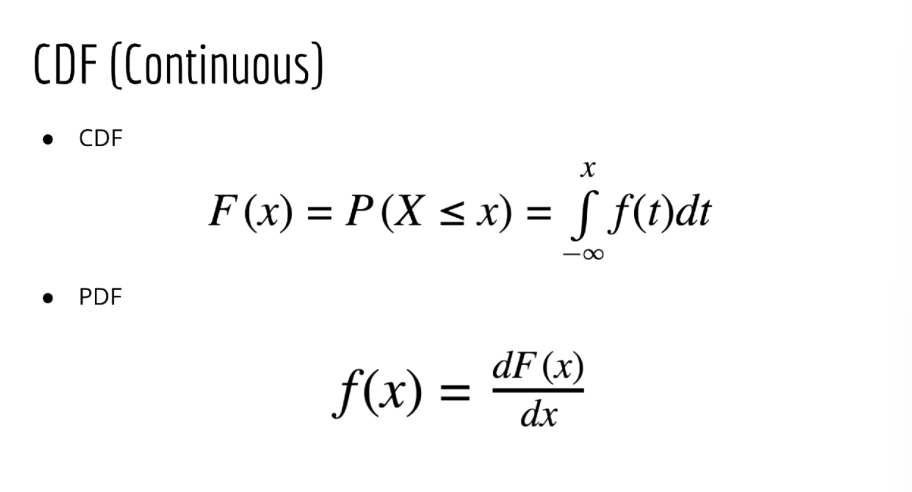 CDF (Continuous)
● CDF
F(x) = P(X ≤ x) = ∫_{-∞}^{x} f(t)dt
● PDF
f(x) = dF(x)/dx